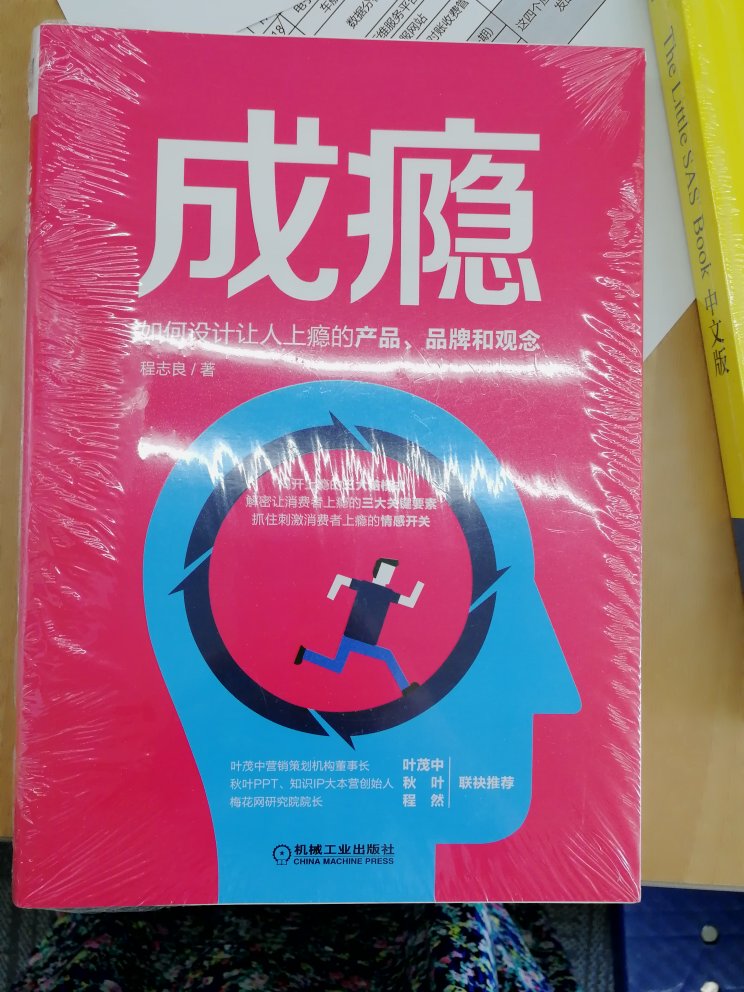 成瘾
如何设计让人上瘾的产品、品牌和观念
程志良 / 著
解密让消费者上瘾的三大关键要素
抓住刺激消费者上瘾的情感开关
叶茂中营销策划机构董事长 叶茂中
秋叶PPT、知识IP大本营创始人 秋叶 联袂推荐
梅花网研究院院长 程然
机械工业出版社
CHINA MACHINE PRESS
The Little SAS Book 中文版